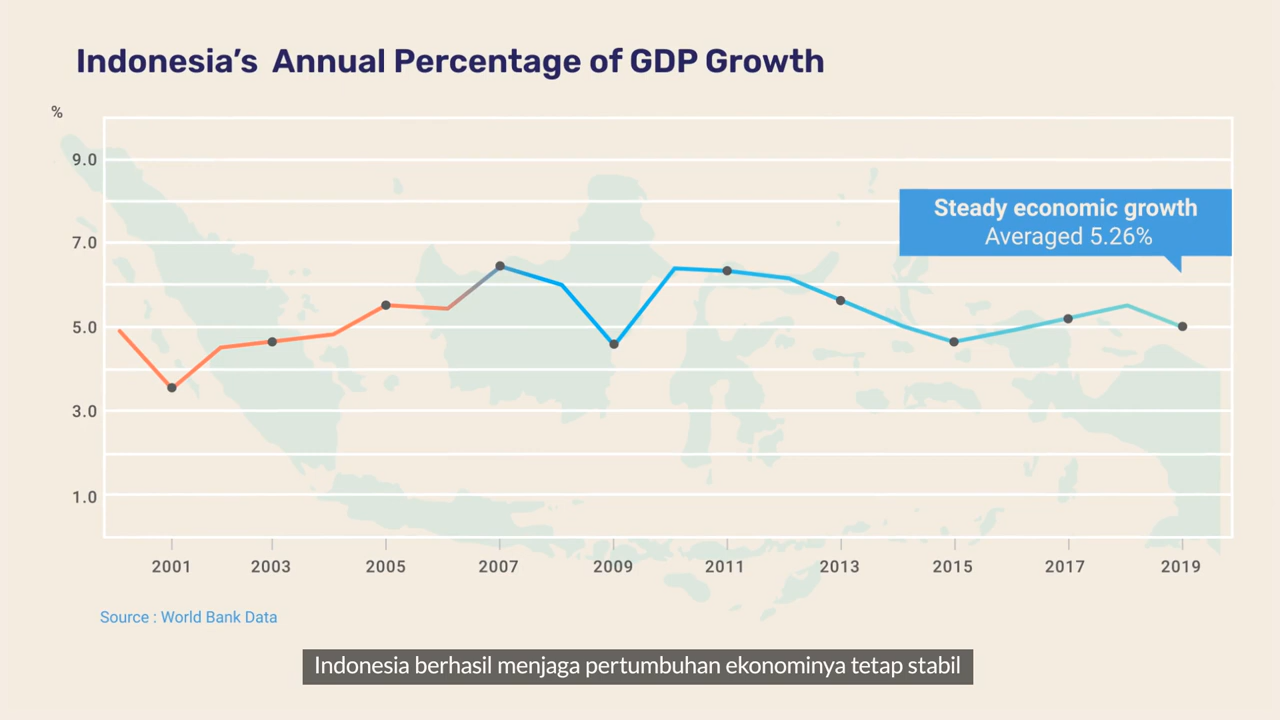 Indonesia's Annual Percentage of GDP Growth
%
9.0
Steady economic growth
Averaged 5.26%
7.0
5.0
3.0
1.0
2001 2003 2005 2007 2009 2011 2013 2015 2017 2019
Source : World Bank Data
Indonesia berhasil menjaga pertumbuhan ekonominya tetap stabil